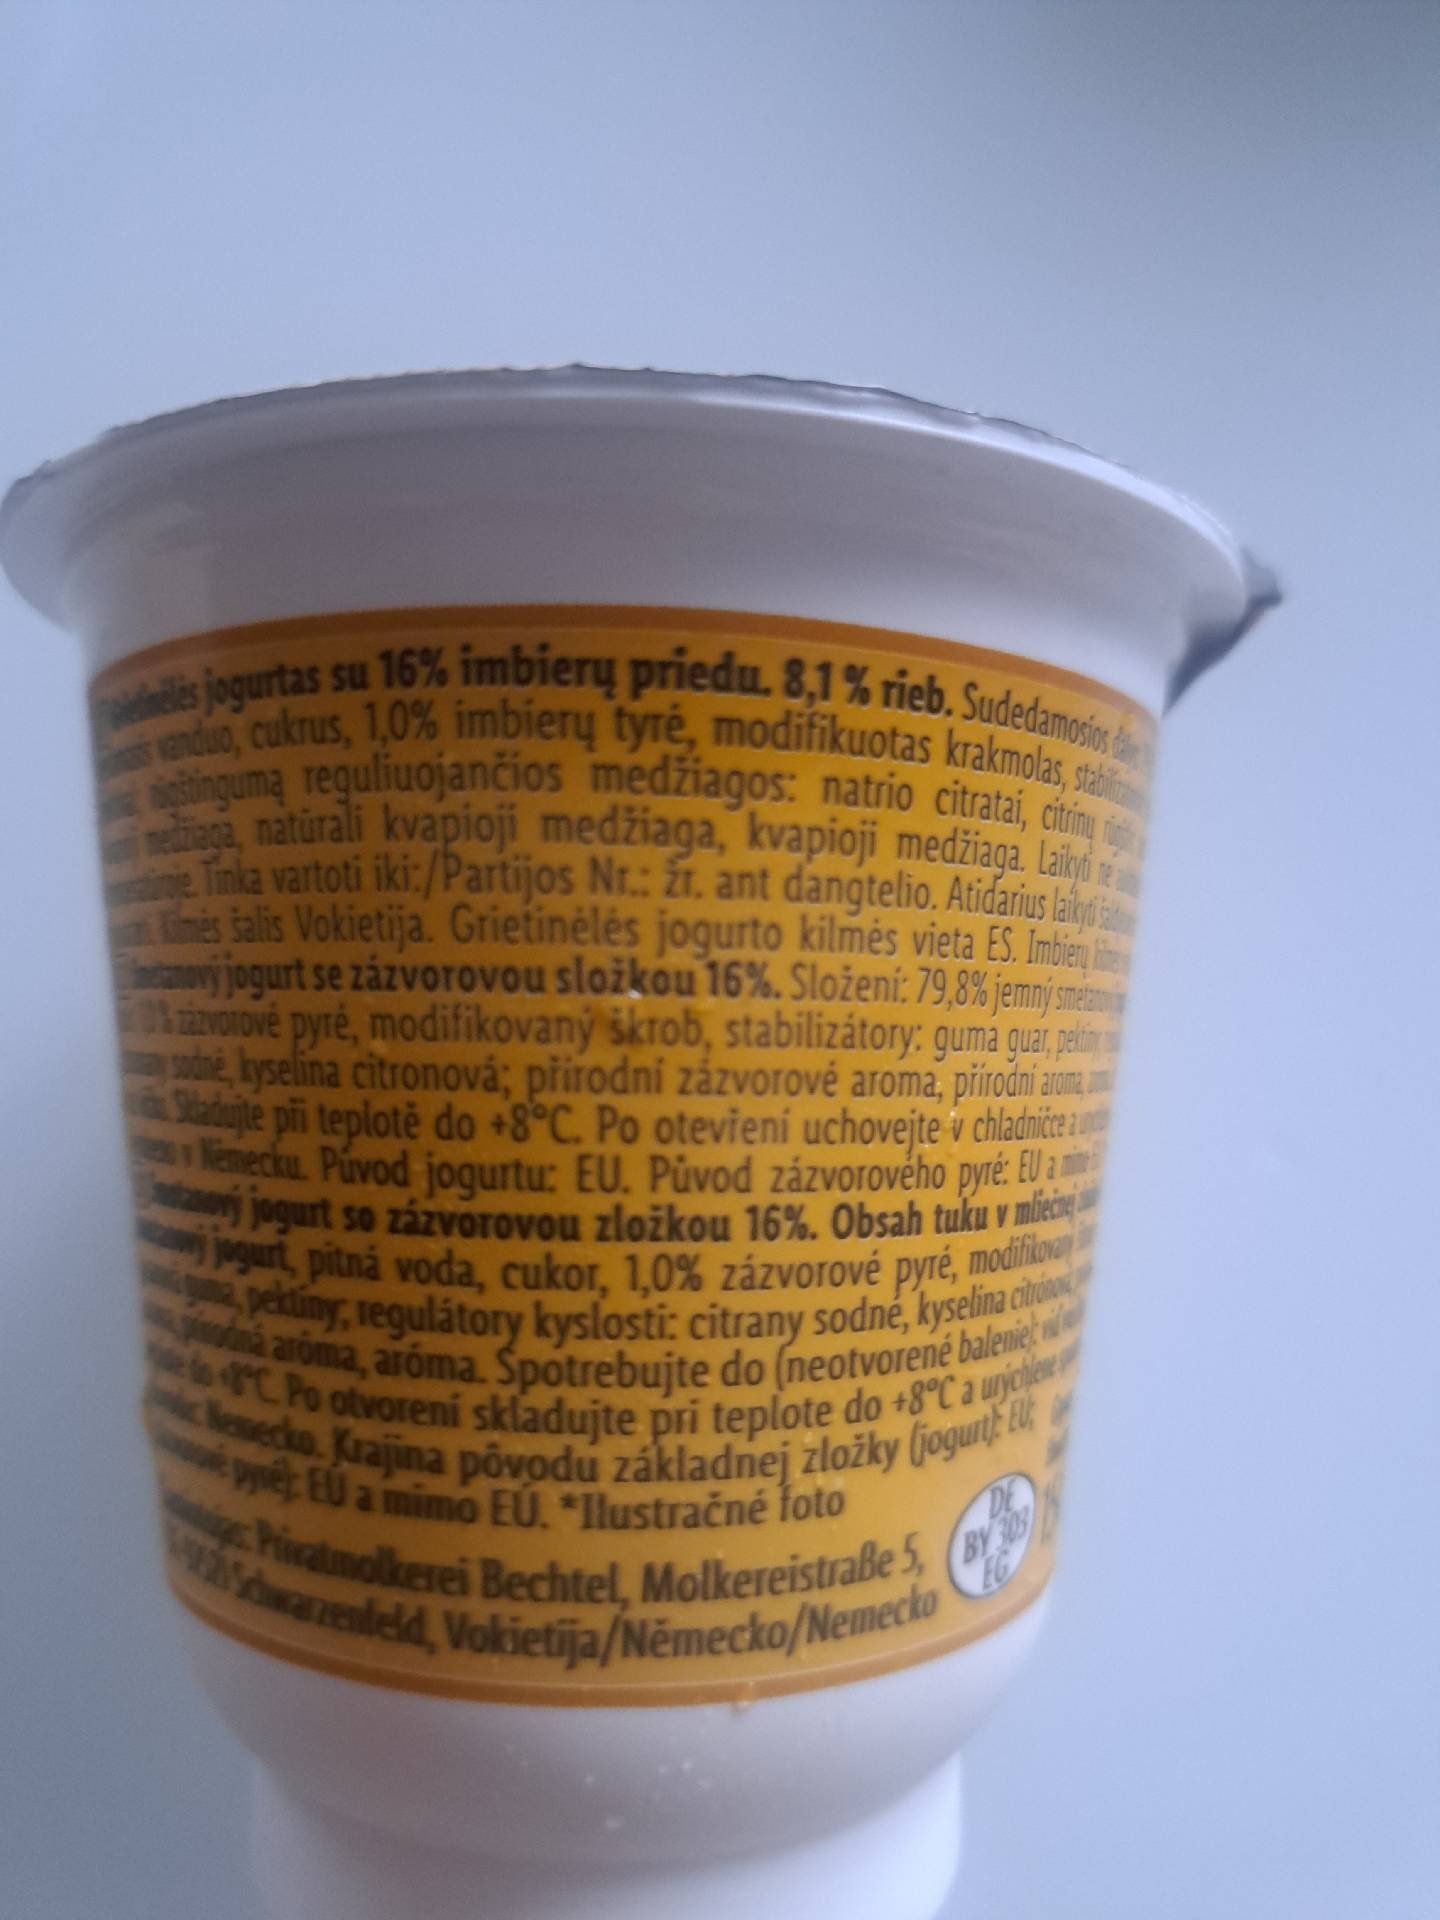 jogurtas su 16% imbierų priedu. 8,1 % rieb. Sudedamosios
vanduo, cukrus, 1,0% imbierų tyrė, modifikuotas krakmolas,
rūgštingumą reguliuojančios medžiagos: natrio citratai, citrinų
medžiaga, natūrali kvapioji medžiaga, kvapioji medžiaga. Laikyti ne
Tinka vartoti iki:/Partijos Nr.: žr. ant dangtelio. Atidarius laikyti
Kilmės šalis Vokietija. Grietinėlės jogurto kilmės vieta ES. Imbierų
jogurt se zázvorovou složkou 16%. Složení: 79,8% jemný
zázvorové pyré, modifikovaný škrob, stabilizátory: guma guar,
sodné, kyselina citronová; přírodní zázvorové aroma, přírodní aroma,
Skladujte při teplotě do +8°C. Po otevření uchovejte v chladničce a
v Německu. Původ jogurtu: EU. Původ zázvorového pyré: EU a
jogurt so zázvorovou zložkou 16%. Obsah tuku v mliečnej
jogurt, pitná voda, cukor, 1,0% zázvorové pyré,
guma, pektíny; regulátory kyslosti: citrany sodné, kyselina citrónová,
prírodná aróma, aróma. Spotrebujte do (neotvorené balenie): viď
do +8°C. Po otvorení skladujte pri teplote do +8°C a urýchlene
Nemecko. Krajina pôvodu základnej zložky (jogurt): EÚ;
pyré): EÚ a mimo EÚ. *Ilustračné foto
Privatmolkerei Bechtel, Molkereistraße 5,
Schwarzenfeld, Vokietija/Německo/Nemecko
DE
BY 303
EG